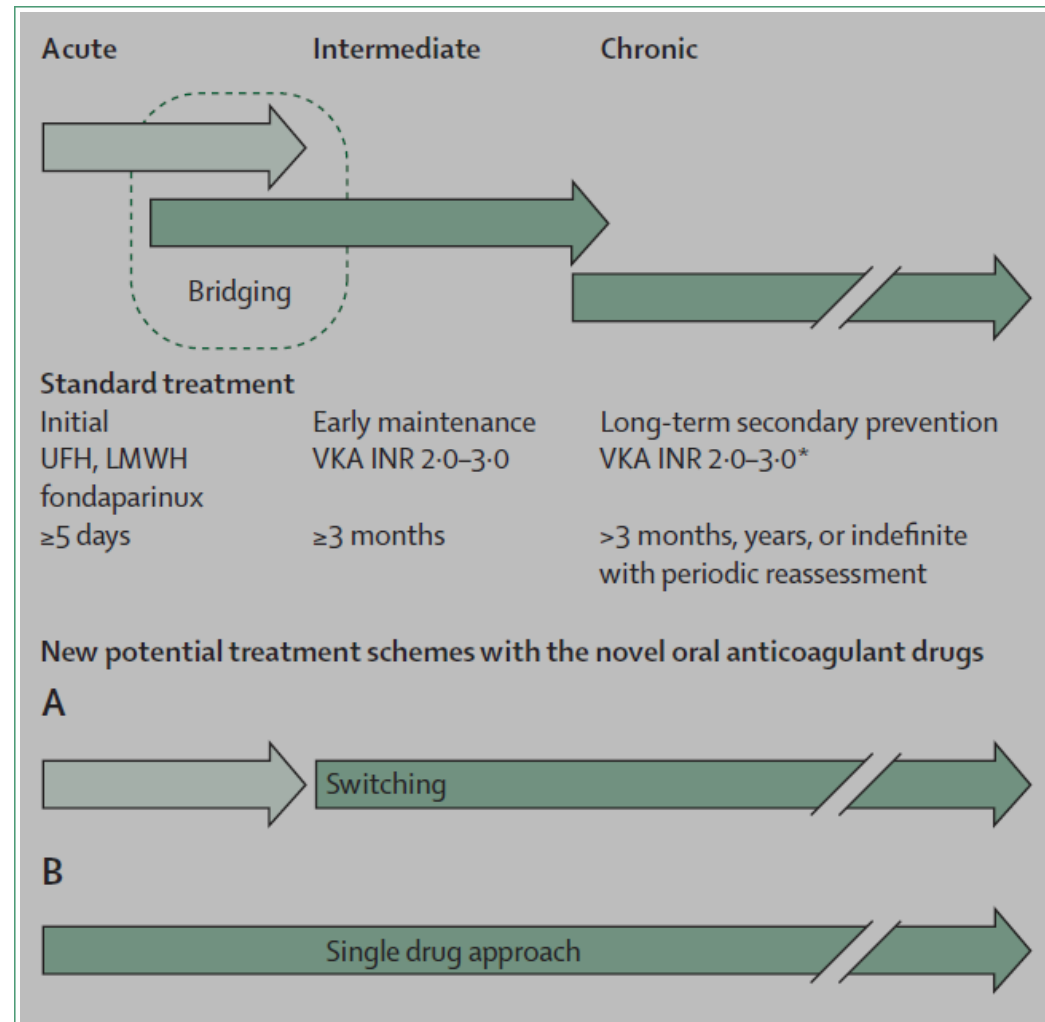 Acute Intermediate Chronic
Bridging
Standard treatment
Initial Early maintenance Long-term secondary prevention
UFH, LMWH VKA INR 2·0–3·0 VKA INR 2·0–3·0*
fondaparinux
≥5 days ≥3 months >3 months, years, or indefinite
with periodic reassessment
New potential treatment schemes with the novel oral anticoagulant drugs
A
Switching
B
Single drug approach